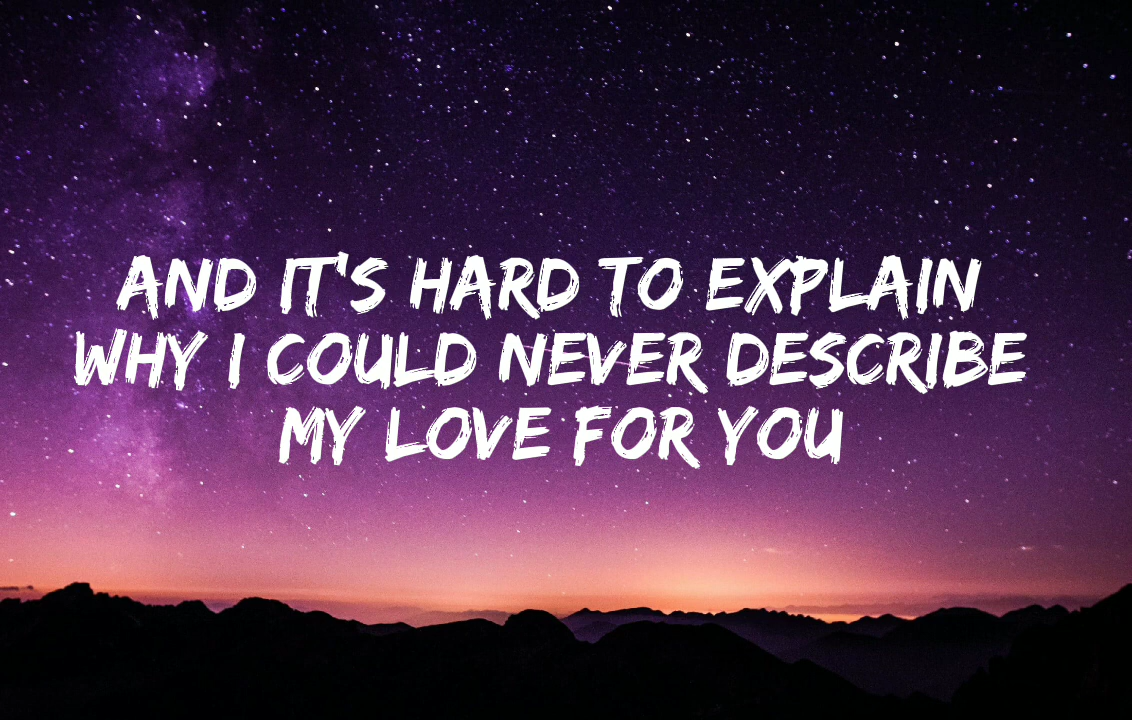 AND IT'S HARD TO EXPLAIN
WHY I COULD NEVER DESCRIBE
MY LOVE FOR YOU